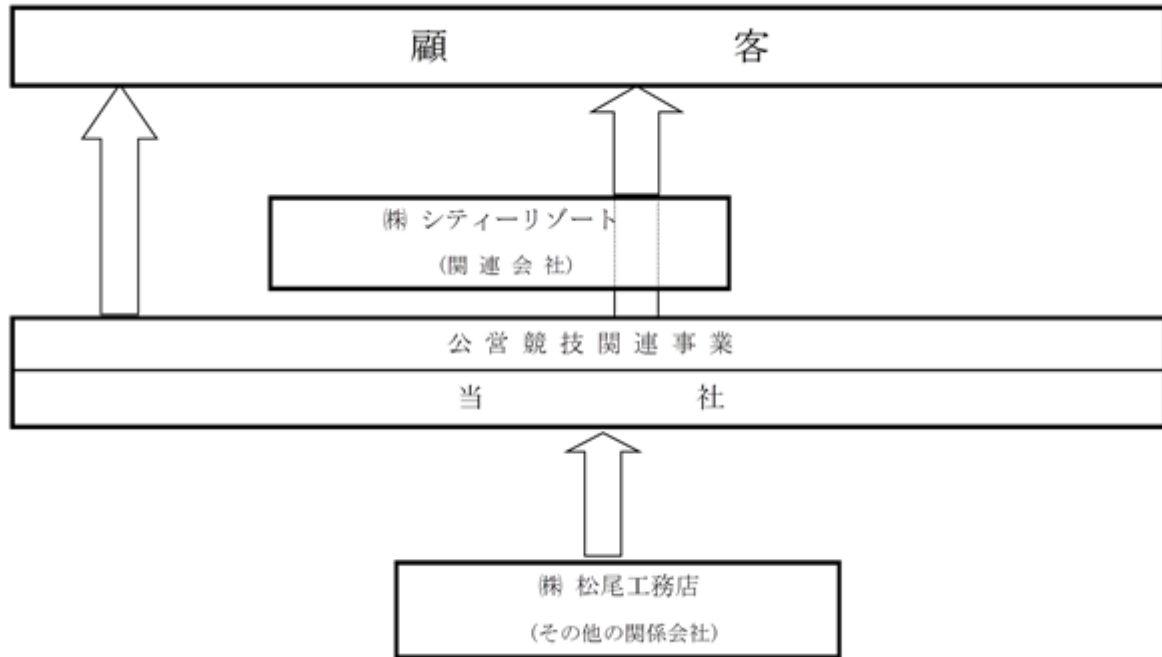 顧 客
㈱ シティーリゾート
(関 連 会 社)
公 営 競 技 関 連 事 業
当 社
㈱ 松尾工務店
(その他の関係会社)